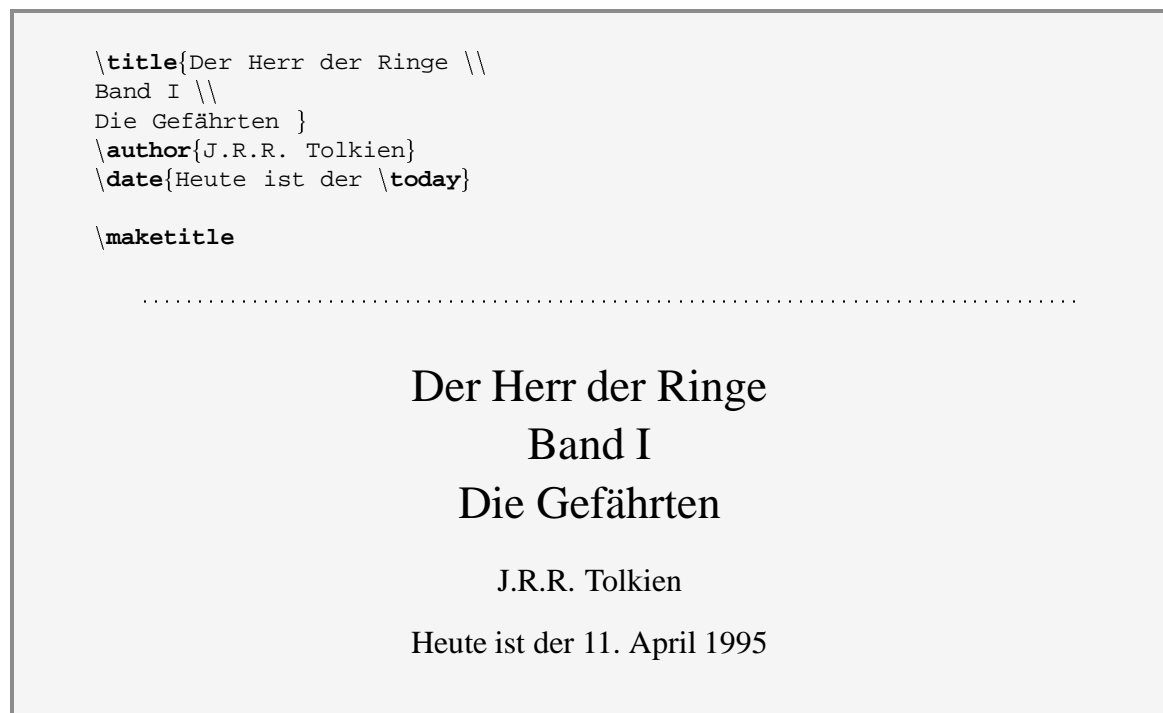 \title{Der Herr der Ringe \\
Band I \\
Die Gefährten }
\author{J.R.R. Tolkien}
\date{Heute ist der \today}
\maketitle
Der Herr der Ringe
Band I
Die Gefährten
J.R.R. Tolkien
Heute ist der 11. April 1995